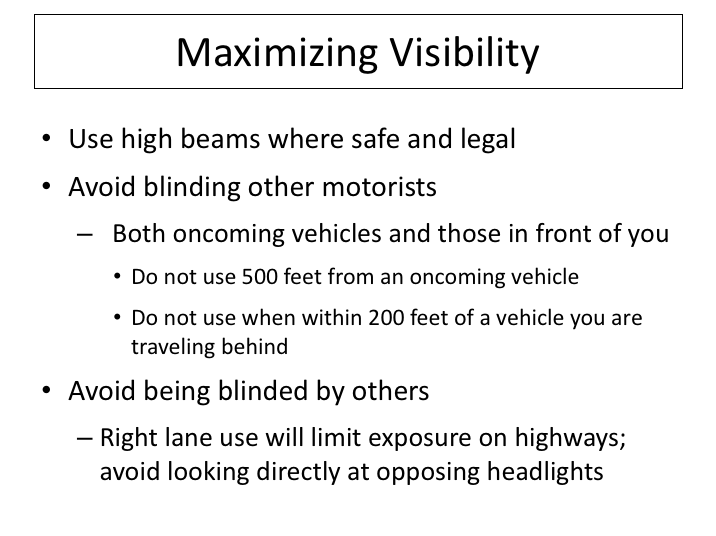 Maximizing Visibility
• Use high beams where safe and legal
• Avoid blinding other motorists
– Both oncoming vehicles and those in front of you
• Do not use 500 feet from an oncoming vehicle
• Do not use when within 200 feet of a vehicle you are
traveling behind
• Avoid being blinded by others
– Right lane use will limit exposure on highways;
avoid looking directly at opposing headlights